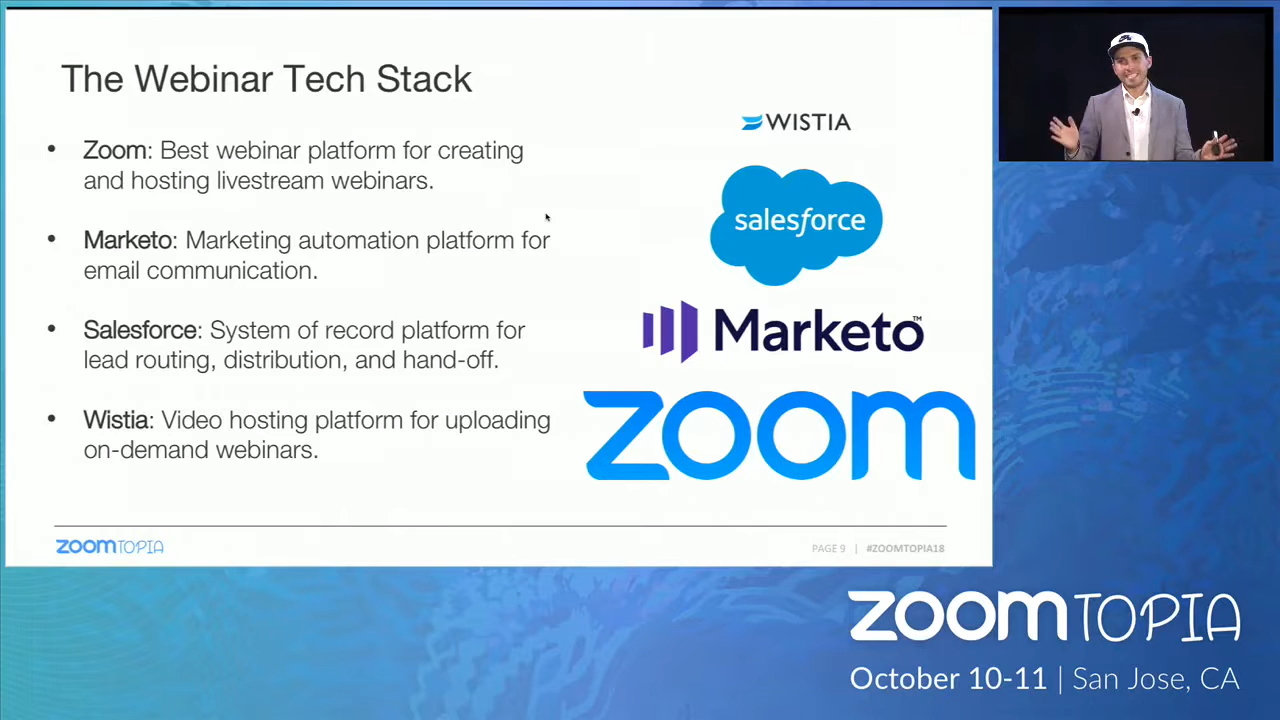 The Webinar Tech Stack
• Zoom: Best webinar platform for creating
and hosting livestream webinars.
• Marketo: Marketing automation platform for
email communication.
• Salesforce: System of record platform for
lead routing, distribution, and hand-off.
• Wistia: Video hosting platform for uploading
on-demand webinars.
WISTIA
salesforce
Marketo™
zoom
zoomTOPIA
PAGE 9 | #ZOOMTOPIA18
zoomTOPIA
October 10-11 | San Jose, CA